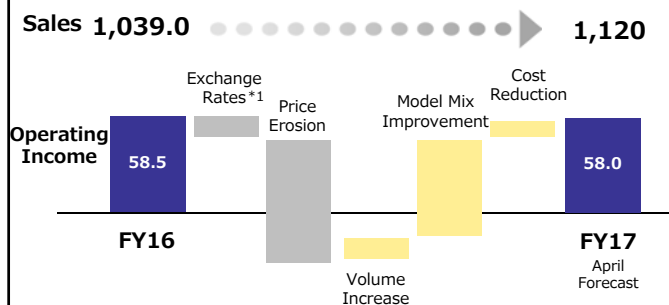 Sales 1,039.0
1,120
Exchange
Rates *1
Price
Erosion
Model Mix
Improvement
Cost
Reduction
Operating
Income
58.5
58.0
FY16
Volume
Increase
FY17
April
Forecast